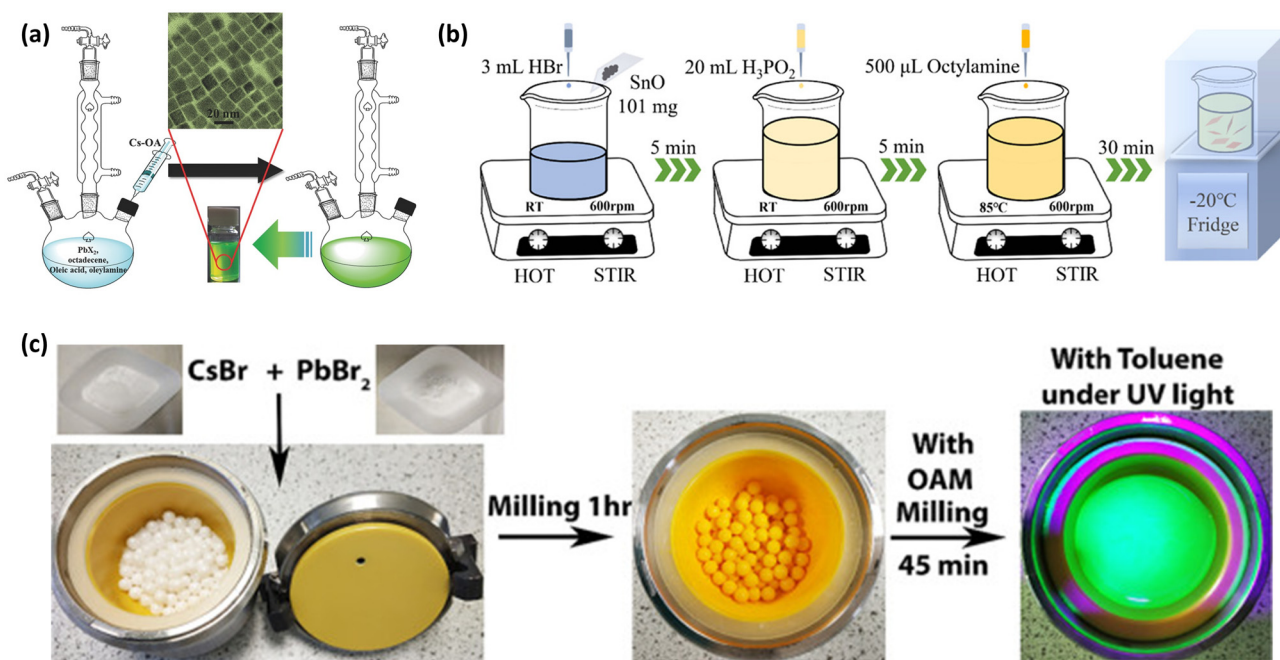 (a)
20 nm
Cs-OA
PbX₂,
octadecene,
Oleic acid, oleylamine
(b)
3 mL HBr
SnO
101 mg
RT 600rpm
HOT STIR
5 min
20 mL H₃PO₂
RT 600rpm
HOT STIR
5 min
500 μL Octylamine
85℃ 600rpm
HOT STIR
30 min
-20℃
Fridge
(c)
CsBr + PbBr₂
Milling 1hr
With
OAM
Milling
45 min
With Toluene
under UV light